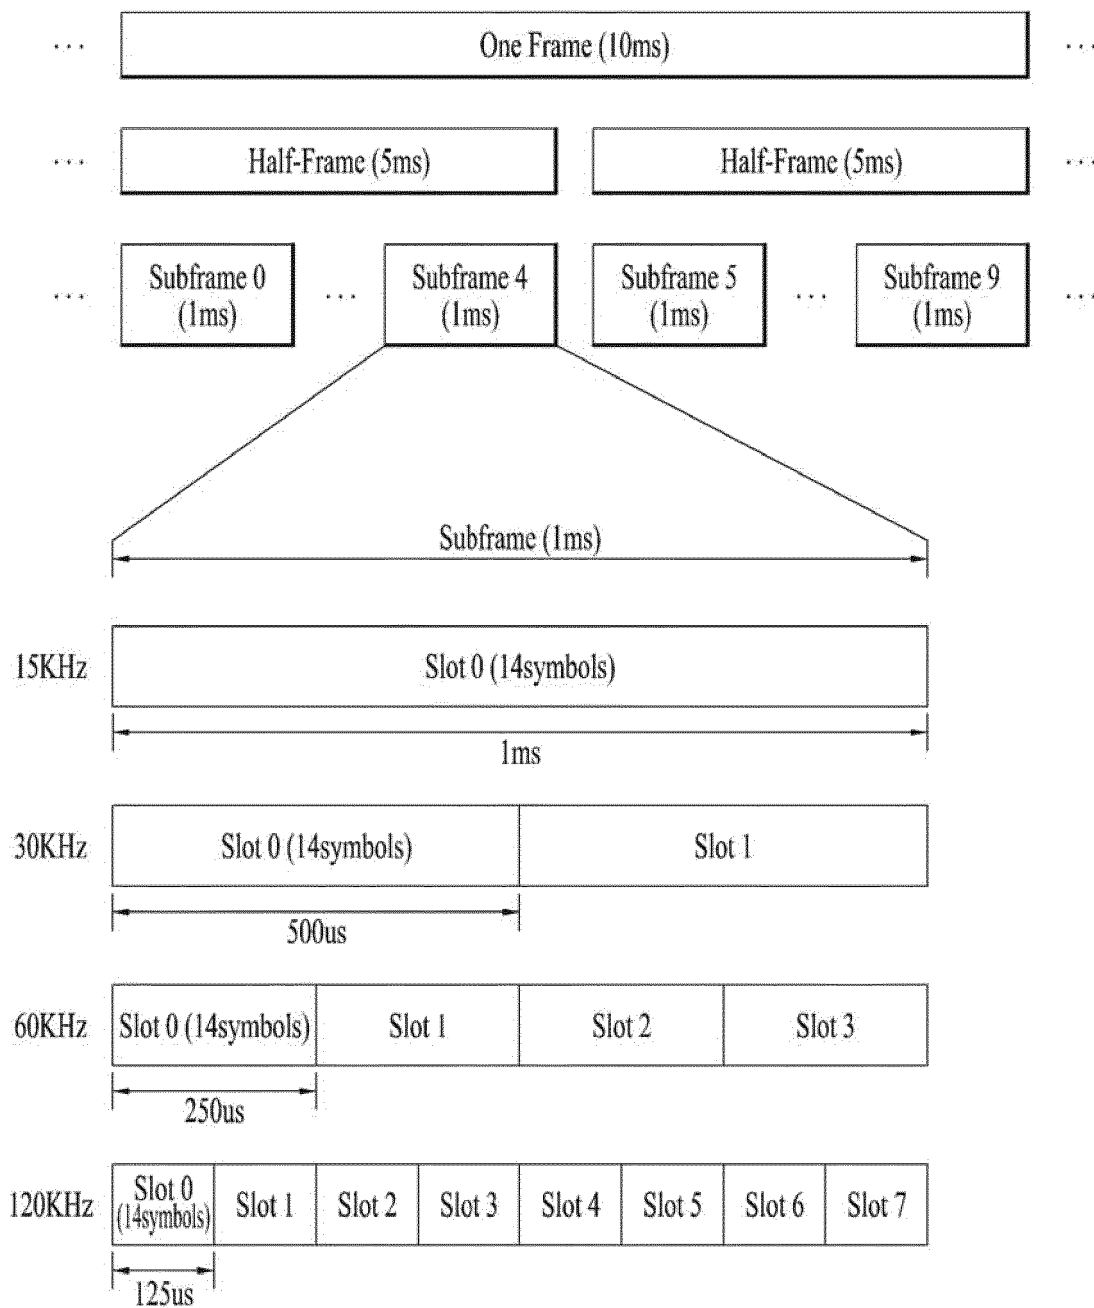 ... One Frame (10ms) ...
... Half-Frame (5ms) Half-Frame (5ms) ...
... Subframe 0 (1ms) ... Subframe 4 (1ms) Subframe 5 (1ms) ... Subframe 9 (1ms) ...
Subframe (1ms)
15KHz Slot 0 (14symbols)
1ms
30KHz Slot 0 (14symbols) Slot 1
500us
60KHz Slot 0 (14symbols) Slot 1 Slot 2 Slot 3
250us
120KHz Slot 0 (14symbols) Slot 1 Slot 2 Slot 3 Slot 4 Slot 5 Slot 6 Slot 7
125us